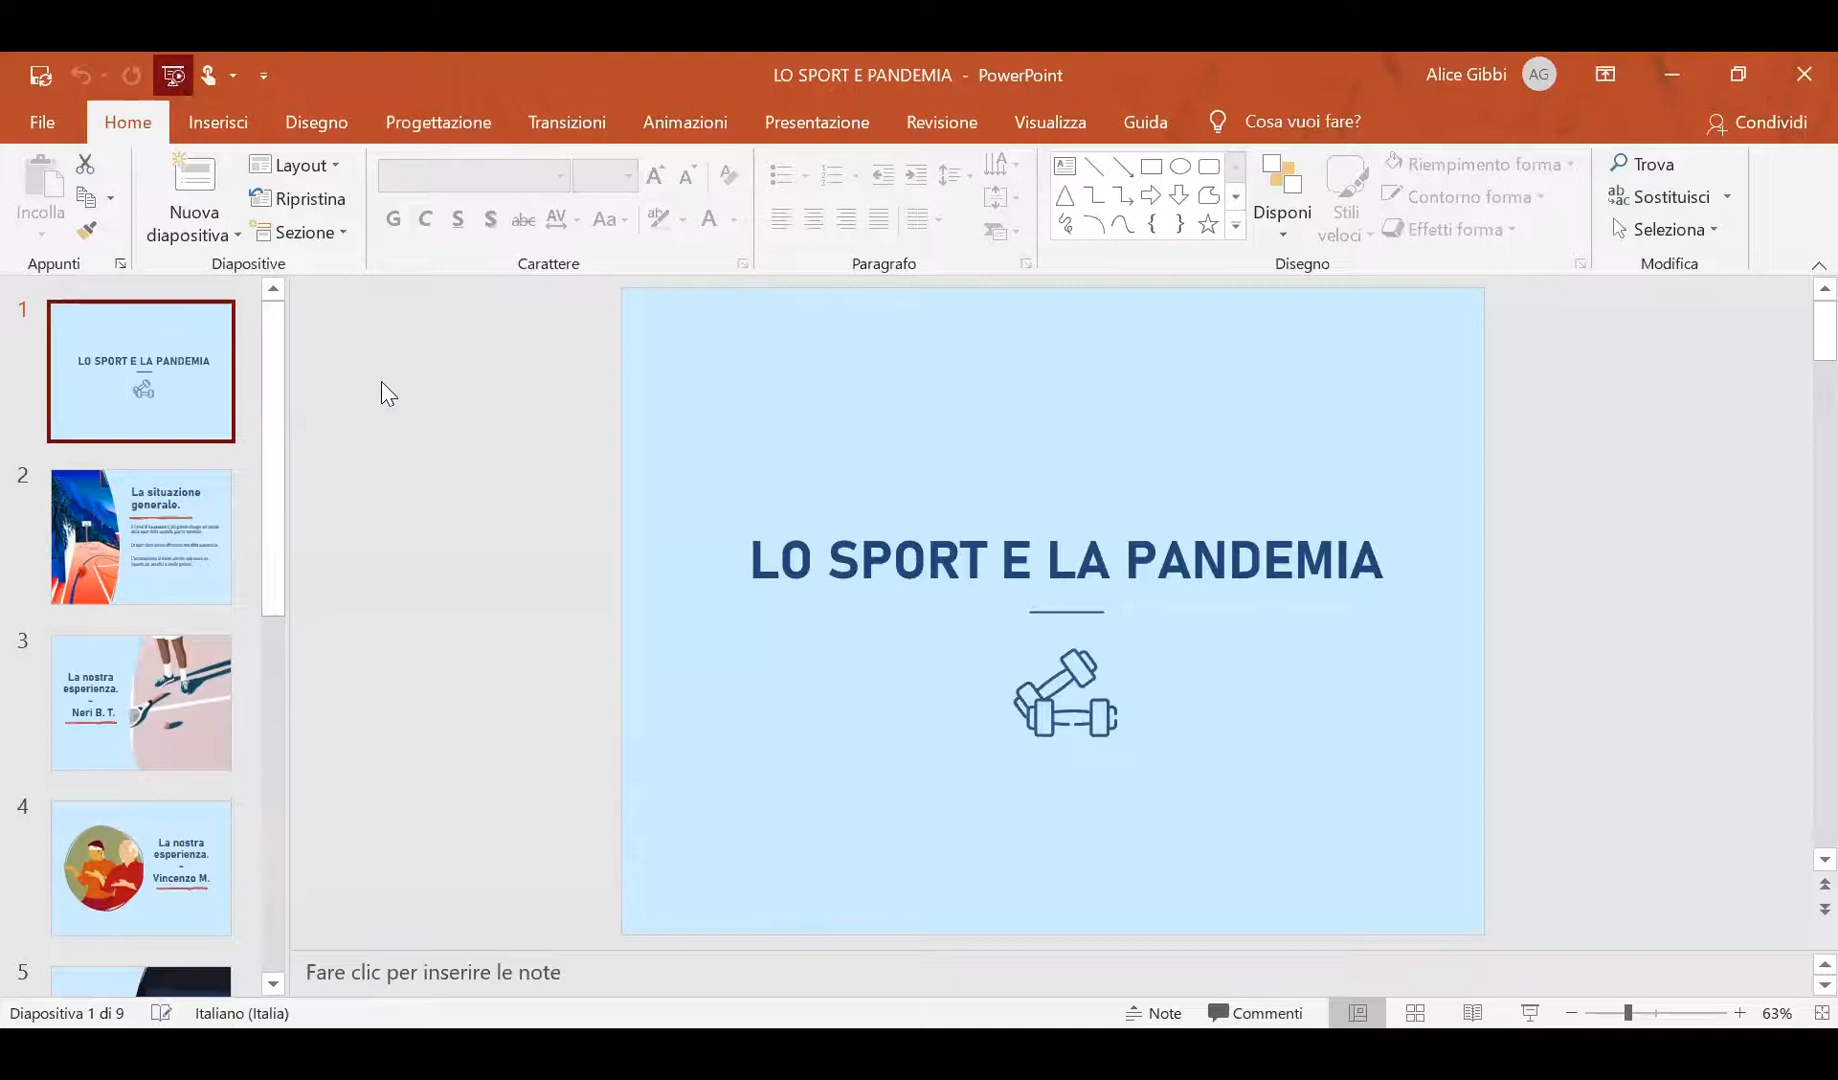 LO SPORT E PANDEMIA - PowerPoint
Alice Gibbi
AG
File
Home
Inserisci
Disegno
Progettazione
Transizioni
Animazioni
Presentazione
Revisione
Visualizza
Guida
Cosa vuoi fare?
Condividi
Incolla
Appunti
Nuova
diapositiva
Layout
Ripristina
Sezione
Diapositive
G C S S abc AV Aa A
Carattere
Paragrafo
Disponi
Stili
veloci
Riempimento forma
Contorno forma
Effetti forma
Disegno
Trova
Sostituisci
Seleziona
Modifica
1
LO SPORT E LA PANDEMIA
2
La situazione
generale.
3
La nostra
esperienza.
-
Neri B. T.
4
La nostra
esperienza.
-
Vincenzo M.
5
LO SPORT E LA PANDEMIA
Fare clic per inserire le note
Diapositiva 1 di 9
Italiano (Italia)
Note
Commenti
63%